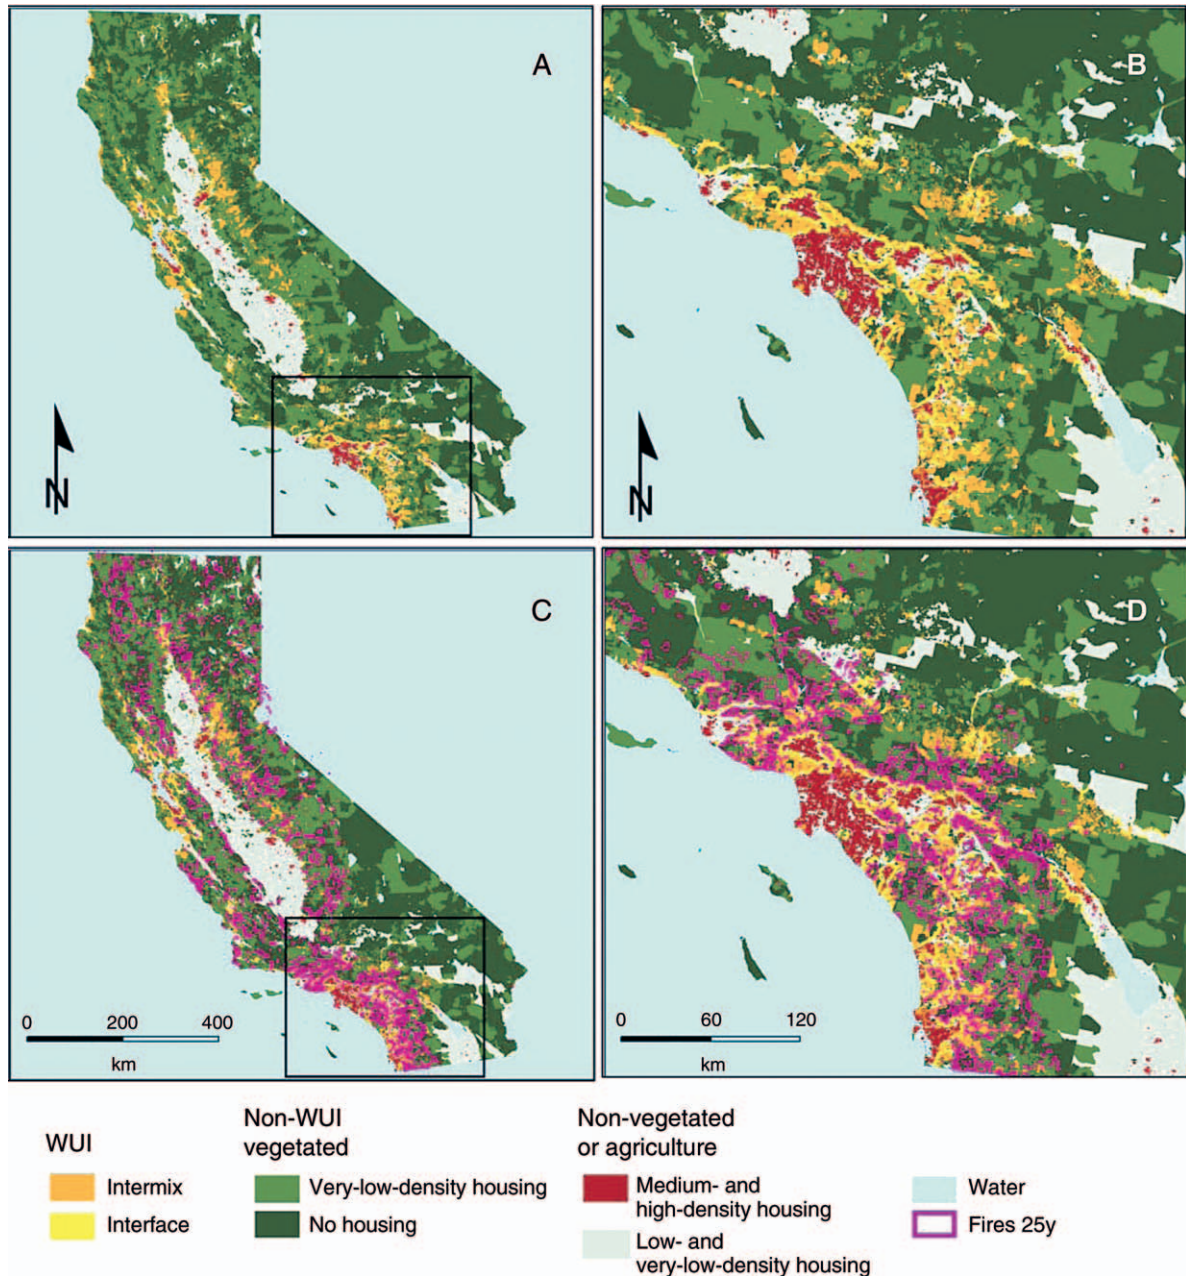 A
B
N
N
C
D
0 200 400
km
0 60 120
km
WUI
Intermix
Interface
Non-WUI
vegetated
Very-low-density housing
No housing
Non-vegetated
or agriculture
Medium- and
high-density housing
Low- and
very-low-density housing
Water
Fires 25y